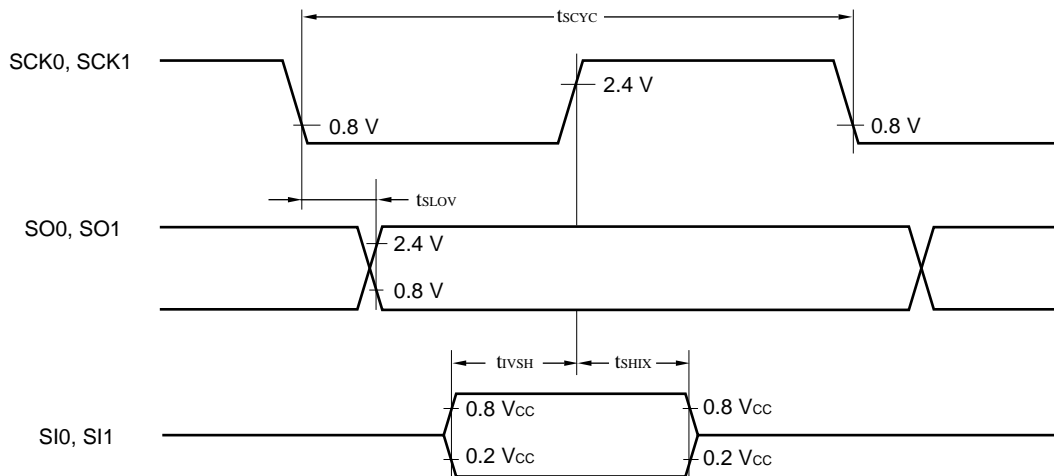 tSCYC
SCK0, SCK1
2.4 V
0.8 V
0.8 V
tSLOV
SO0, SO1
2.4 V
0.8 V
tIVSH
tSHIX
0.8 VCC
0.8 VCC
SI0, SI1
0.2 VCC
0.2 VCC